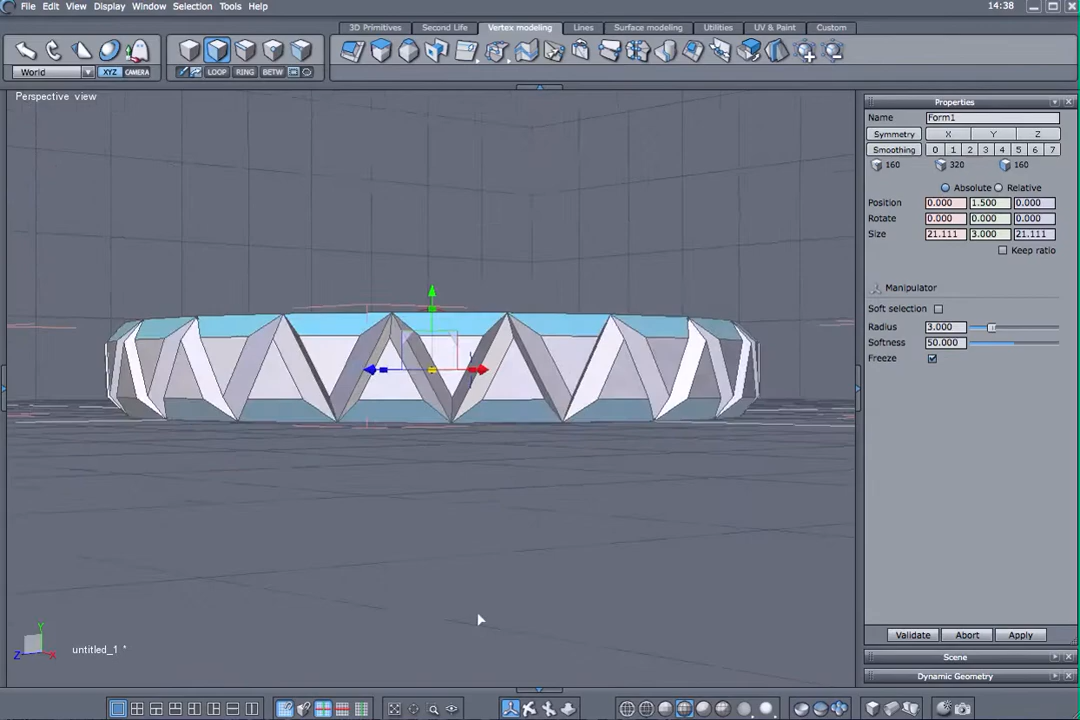 File Edit View Display Window Selection Tools Help
14:38
3D Primitives Second Life Vertex modeling Lines Surface modeling Utilities UV & Paint Custom
World XYZ CAMERA LOOP RING BETW
Perspective view
Properties
Name Form1
Symmetry X Y Z
Smoothing 0 1 2 3 4 5 6 7
160 320 160
Absolute Relative
Position 0.000 1.500 0.000
Rotate 0.000 0.000 0.000
Size 21.111 3.000 21.111
Keep ratio
Manipulator
Soft selection
Radius 3.000
Softness 50.000
Freeze
Y
Z X
untitled_1 *
Validate Abort Apply
Scene
Dynamic Geometry